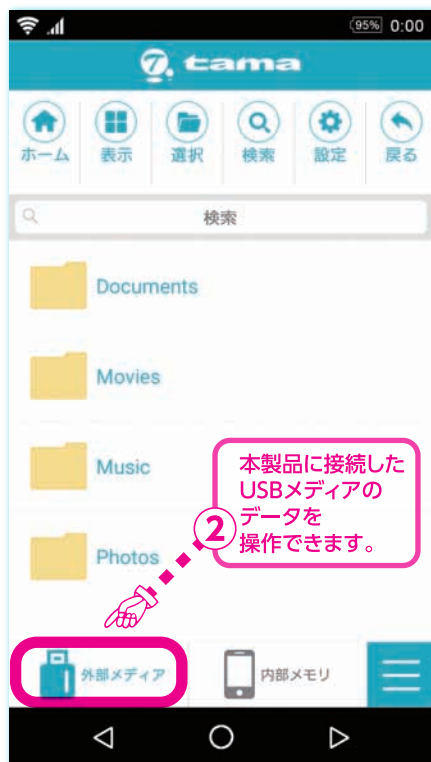 95% 0:00
tama
ホーム 表示 選択 検索 設定 戻る
検索
Documents
Movies
Music
Photos
②
本製品に接続した
USBメディアの
データを
操作できます。
外部メディア 内部メモリ